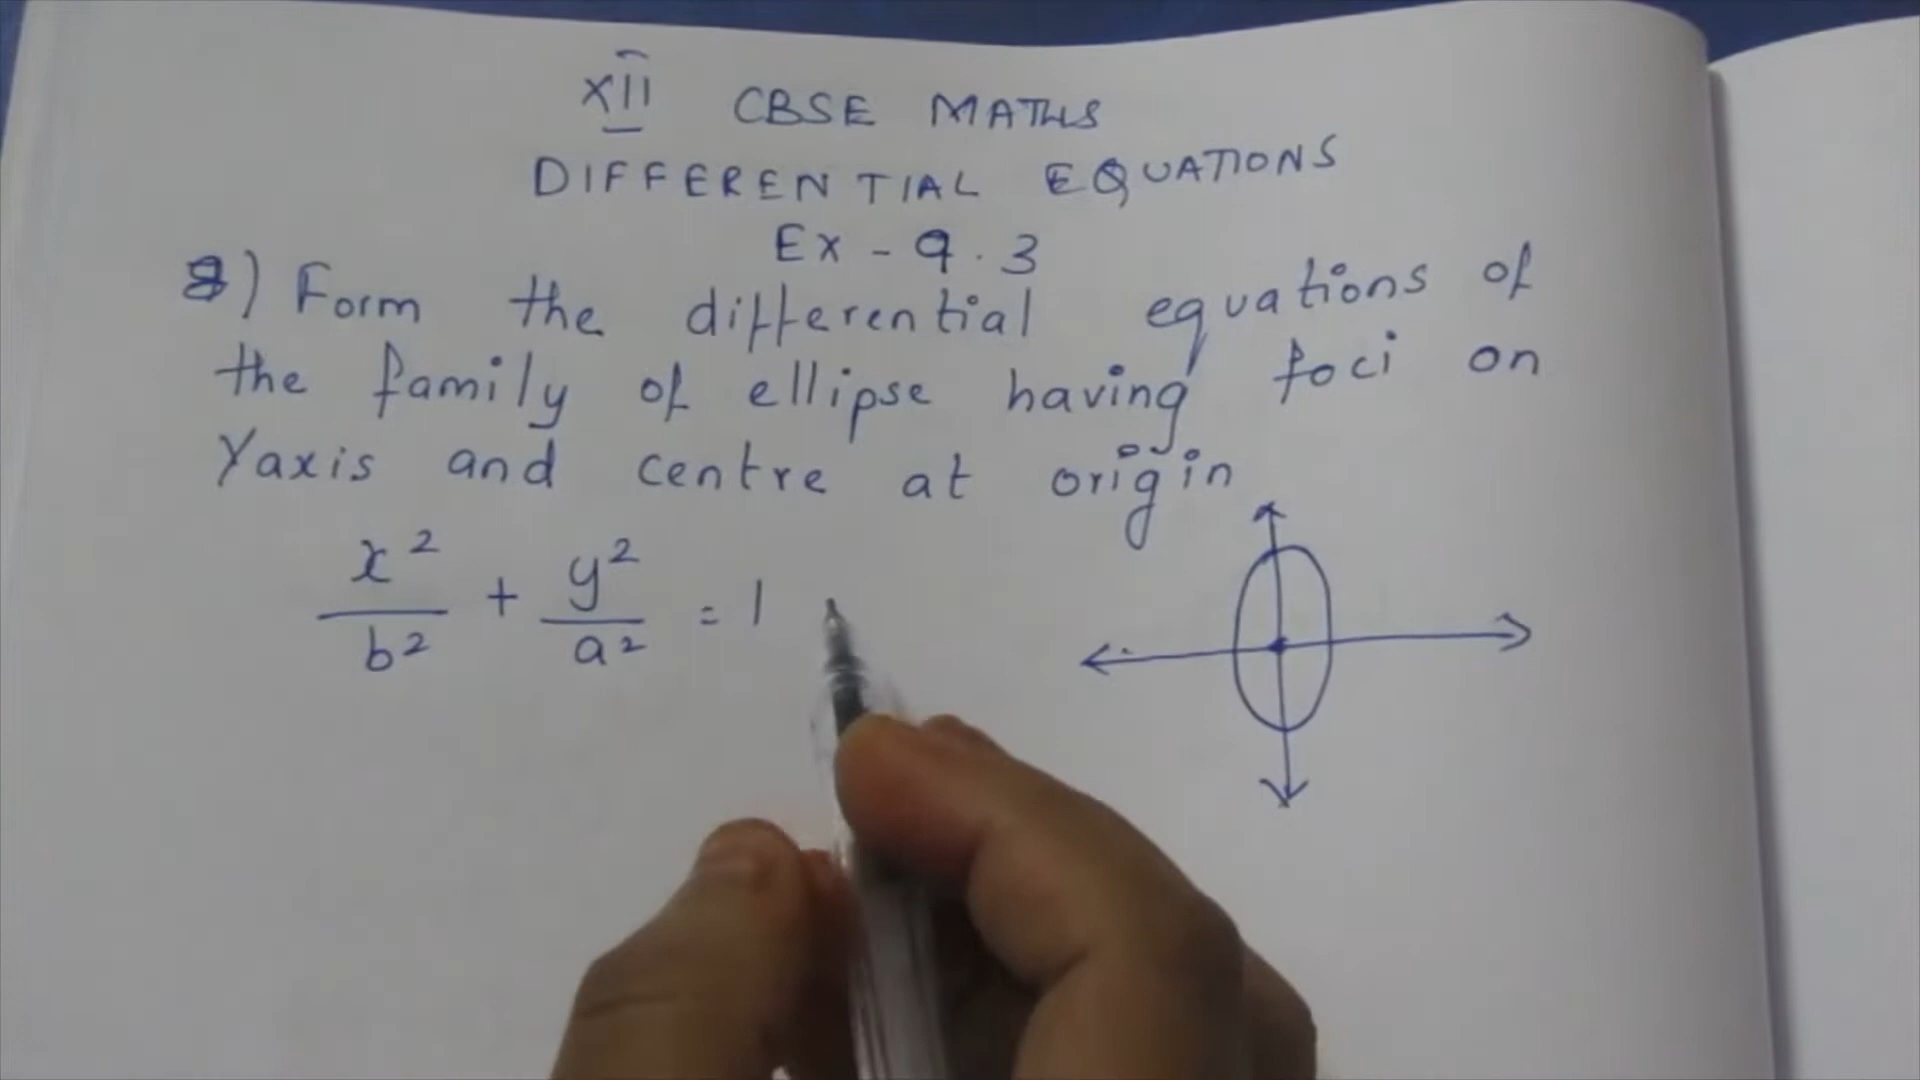 XII CBSE MATHS
DIFFERENTIAL EQUATIONS
Ex - 9.3
8) Form the differential equations of
the family of ellipse having foci on
Yaxis and centre at origin
x²/b² + y²/a² = 1